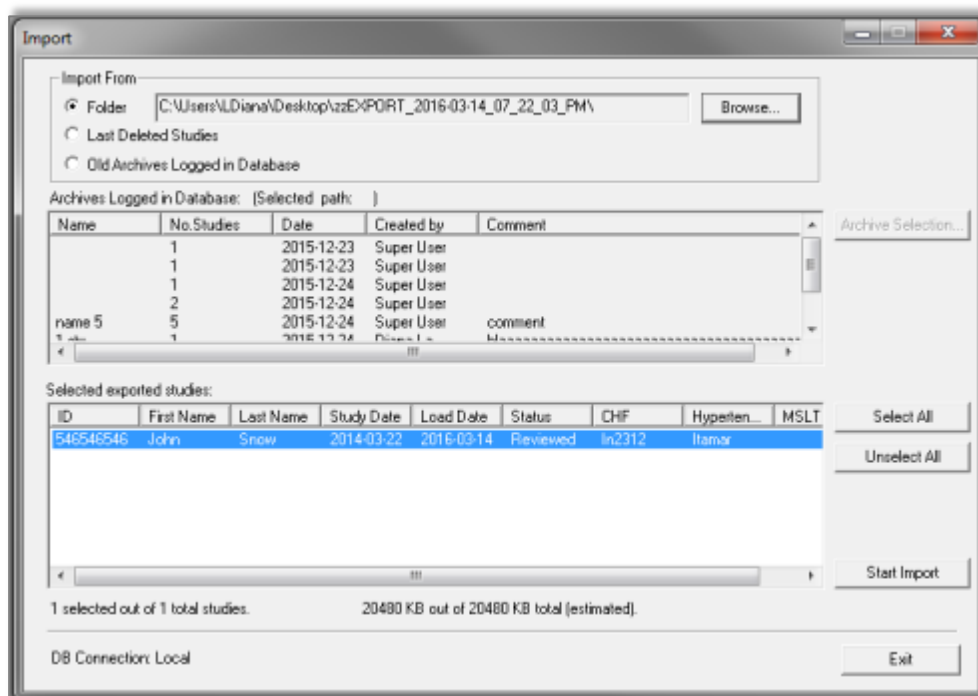 Import
Import From
Folder C:\Users\LDiana\Desktop\zzEXPORT_2016-03-14_07_22_03_PM\ Browse...
Last Deleted Studies
Old Archives Logged in Database
Archives Logged in Database: (Selected path: )
Name No.Studies Date Created by Comment Archive Selection...
1 2015-12-23 Super User
1 2015-12-23 Super User
1 2015-12-24 Super User
2 2015-12-24 Super User
name 5 5 2015-12-24 Super User comment
1 2015-12-24
Selected exported studies:
ID First Name Last Name Study Date Load Date Status CHF Hyperten... MSLT Select All
546546546 John Snow 2014-03-22 2016-03-14 Reviewed In2312 Itamar
Unselect All
Start Import
1 selected out of 1 total studies. 20480 KB out of 20480 KB total (estimated).
DB Connection: Local Exit